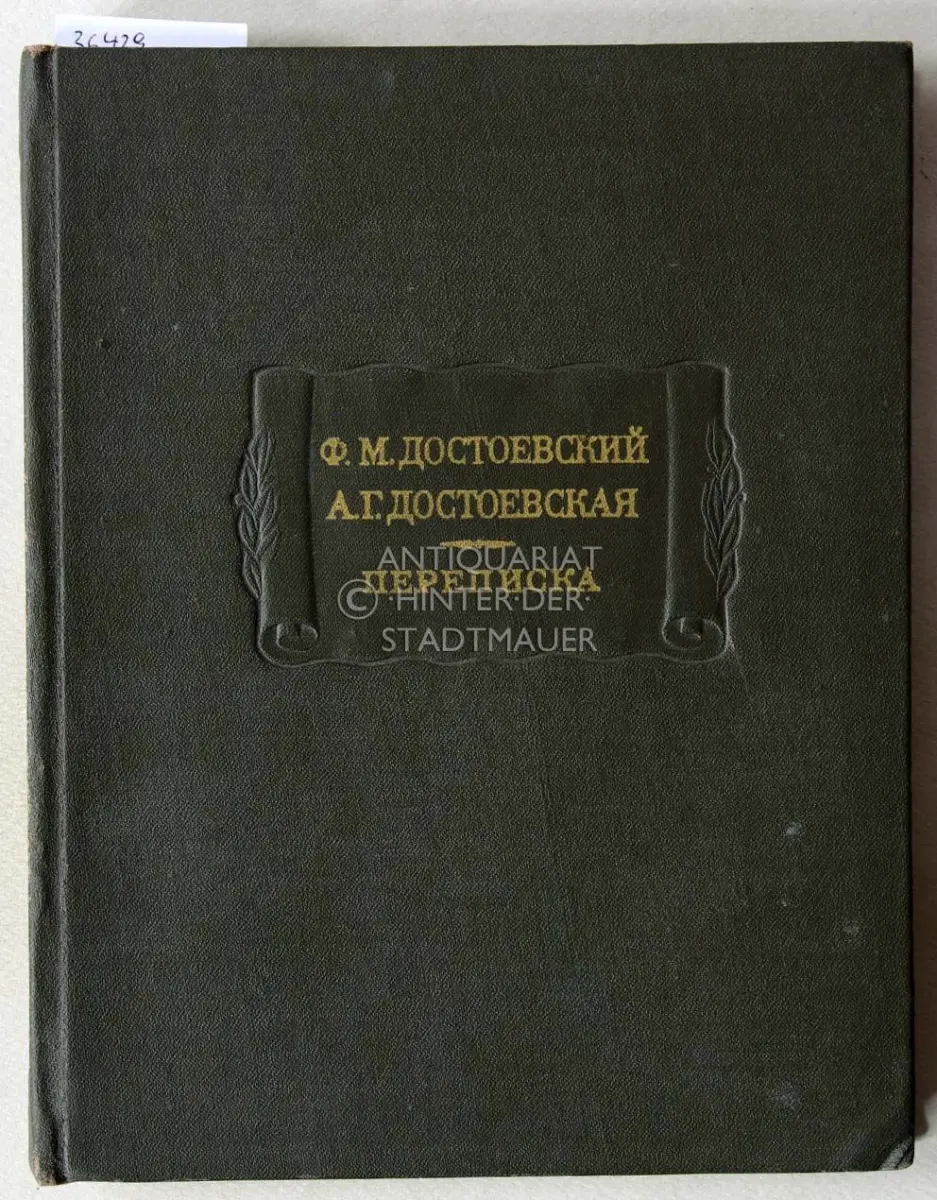 36429
Ф. М. ДОСТОЕВСКИЙ
А. Г. ДОСТОЕВСКАЯ
ANTIQUARIAT
ПЕРЕПИСКА
© HINTER·DER·
STADTMAUER